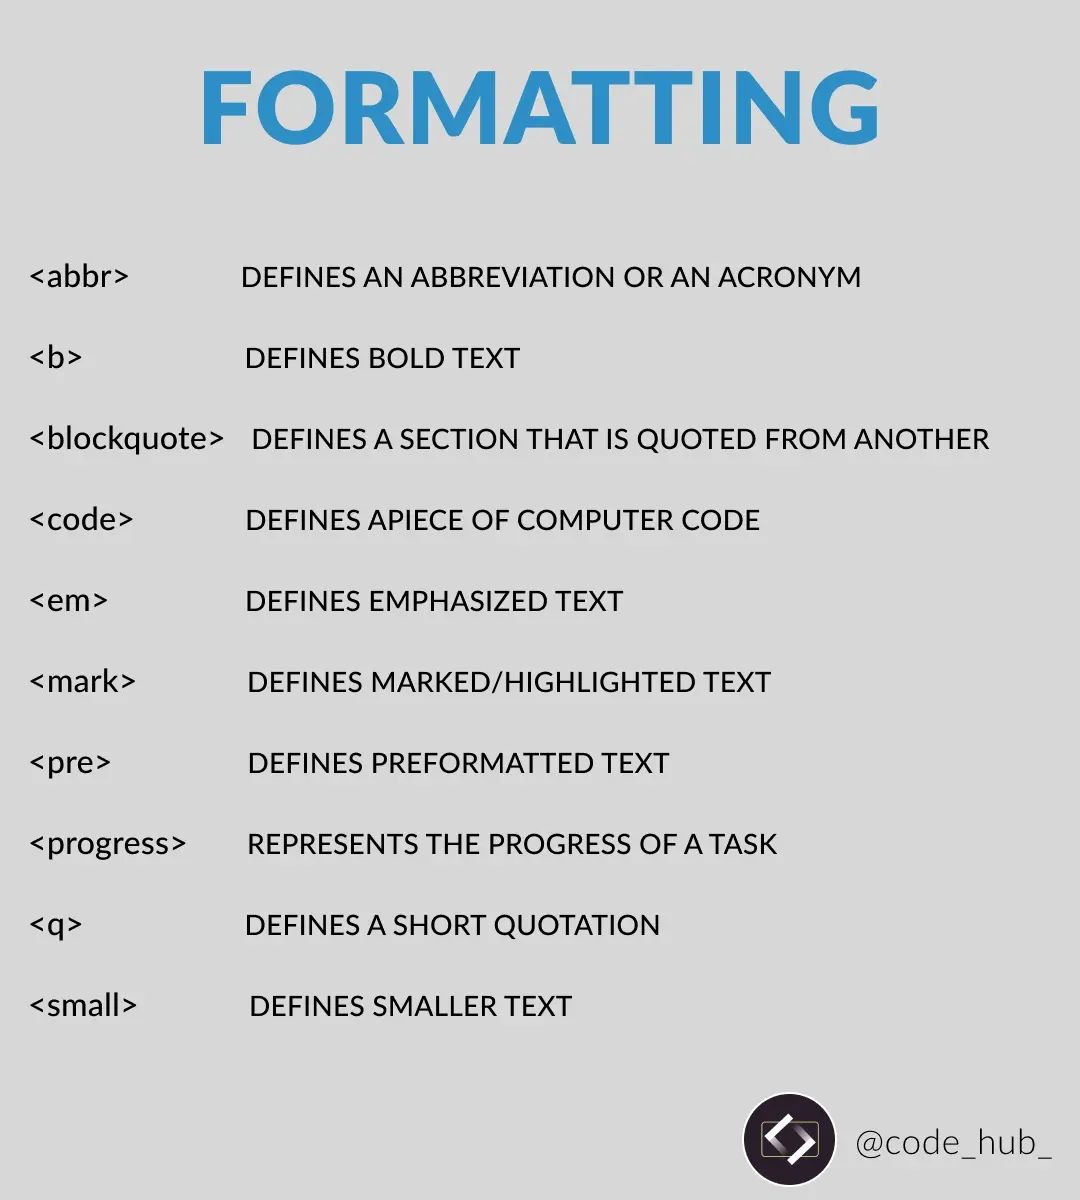 FORMATTING
<abbr> DEFINES AN ABBREVIATION OR AN ACRONYM
<b> DEFINES BOLD TEXT
<blockquote> DEFINES A SECTION THAT IS QUOTED FROM ANOTHER
<code> DEFINES APIECE OF COMPUTER CODE
<em> DEFINES EMPHASIZED TEXT
<mark> DEFINES MARKED/HIGHLIGHTED TEXT
<pre> DEFINES PREFORMATTED TEXT
<progress> REPRESENTS THE PROGRESS OF A TASK
<q> DEFINES A SHORT QUOTATION
<small> DEFINES SMALLER TEXT
@code_hub_